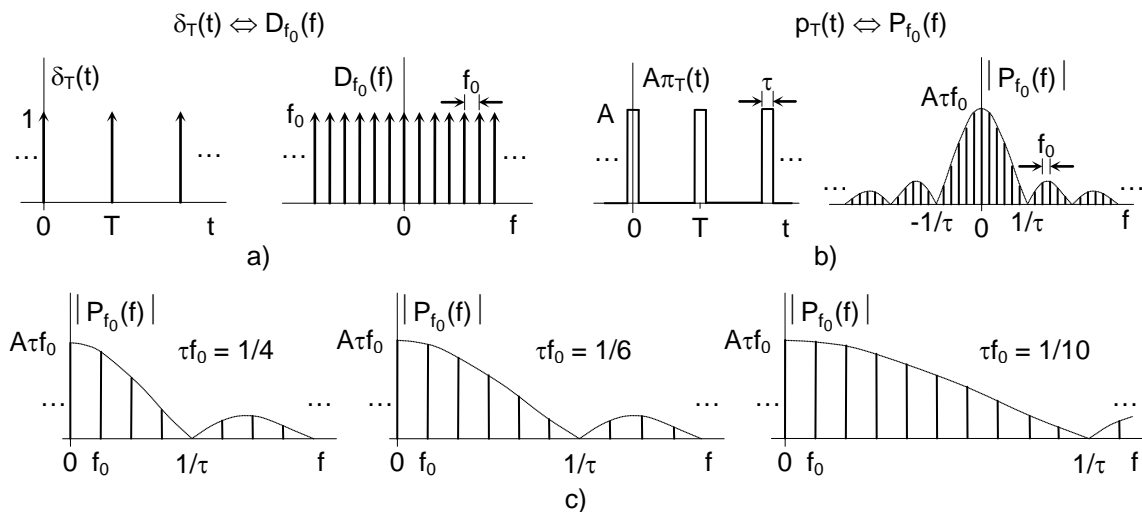 δT(t) ⇔ Df0(f)
δT(t)
1
...
...
0 T t
Df0(f)
f0
f0
...
...
0 f
a)
pT(t) ⇔ Pf0(f)
AπT(t)
τ
A
...
...
0 T t
|Pf0(f)|
Aτf0
f0
...
...
-1/τ 0 1/τ f
b)
|Pf0(f)|
Aτf0
τf0 = 1/4
...
...
0 f0 1/τ f
|Pf0(f)|
Aτf0
τf0 = 1/6
...
...
0 f0 1/τ f
|Pf0(f)|
Aτf0
τf0 = 1/10
...
...
0 f0 1/τ f
c)